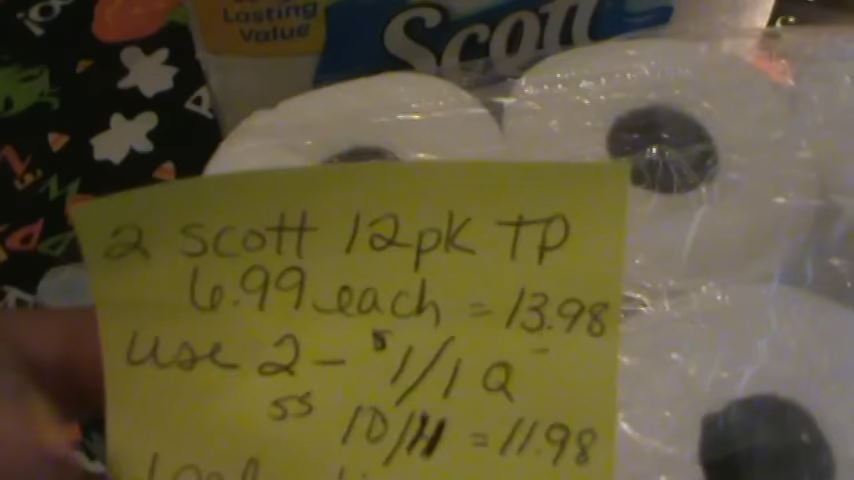 Lasting
Value
Scott
2 Scott 12pk TP
6.99 each = 13.98
use 2 - $1/1 Q
SS 10/11 = 11.98